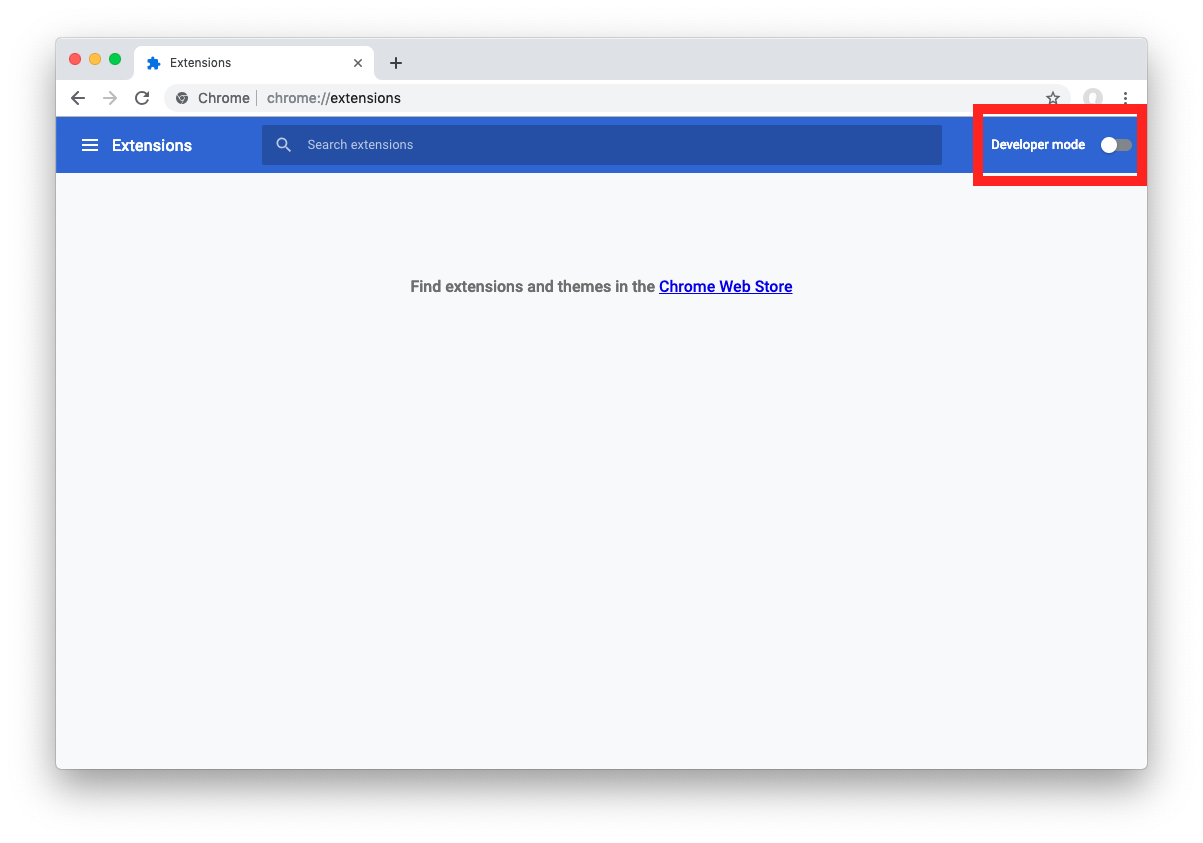 Extensions
Chrome chrome://extensions
Extensions Search extensions Developer mode
Find extensions and themes in the Chrome Web Store